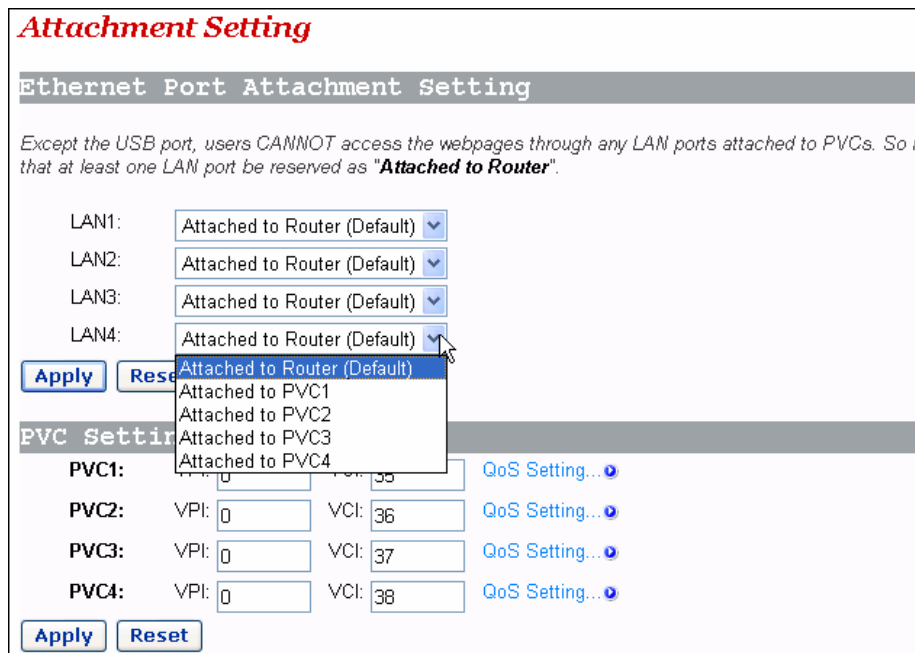 Attachment Setting
Ethernet Port Attachment Setting
Except the USB port, users CANNOT access the webpages through any LAN ports attached to PVCs. So
that at least one LAN port be reserved as "Attached to Router".
LAN1: Attached to Router (Default)
LAN2: Attached to Router (Default)
LAN3: Attached to Router (Default)
LAN4: Attached to Router (Default)
Attached to Router (Default)
Attached to PVC1
Attached to PVC2
Attached to PVC3
Attached to PVC4
Apply
PVC
PVC1: 0 35 QoS Setting...
PVC2: VPI: 0 VCI: 36 QoS Setting...
PVC3: VPI: 0 VCI: 37 QoS Setting...
PVC4: VPI: 0 VCI: 38 QoS Setting...
Apply Reset